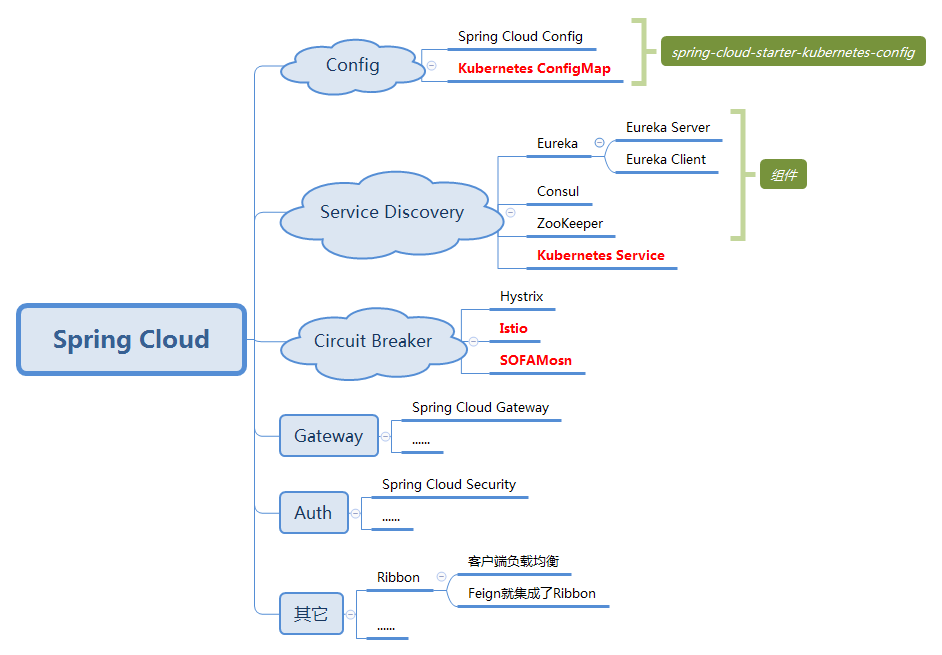 Spring Cloud
Config
Spring Cloud Config
Kubernetes ConfigMap
spring-cloud-starter-kubernetes-config
Service Discovery
Eureka
Eureka Server
Eureka Client
Consul
ZooKeeper
Kubernetes Service
组件
Circuit Breaker
Hystrix
Istio
SOFAMosn
Gateway
Spring Cloud Gateway
......
Auth
Spring Cloud Security
......
其它
Ribbon
客户端负载均衡
Feign就集成了Ribbon
......